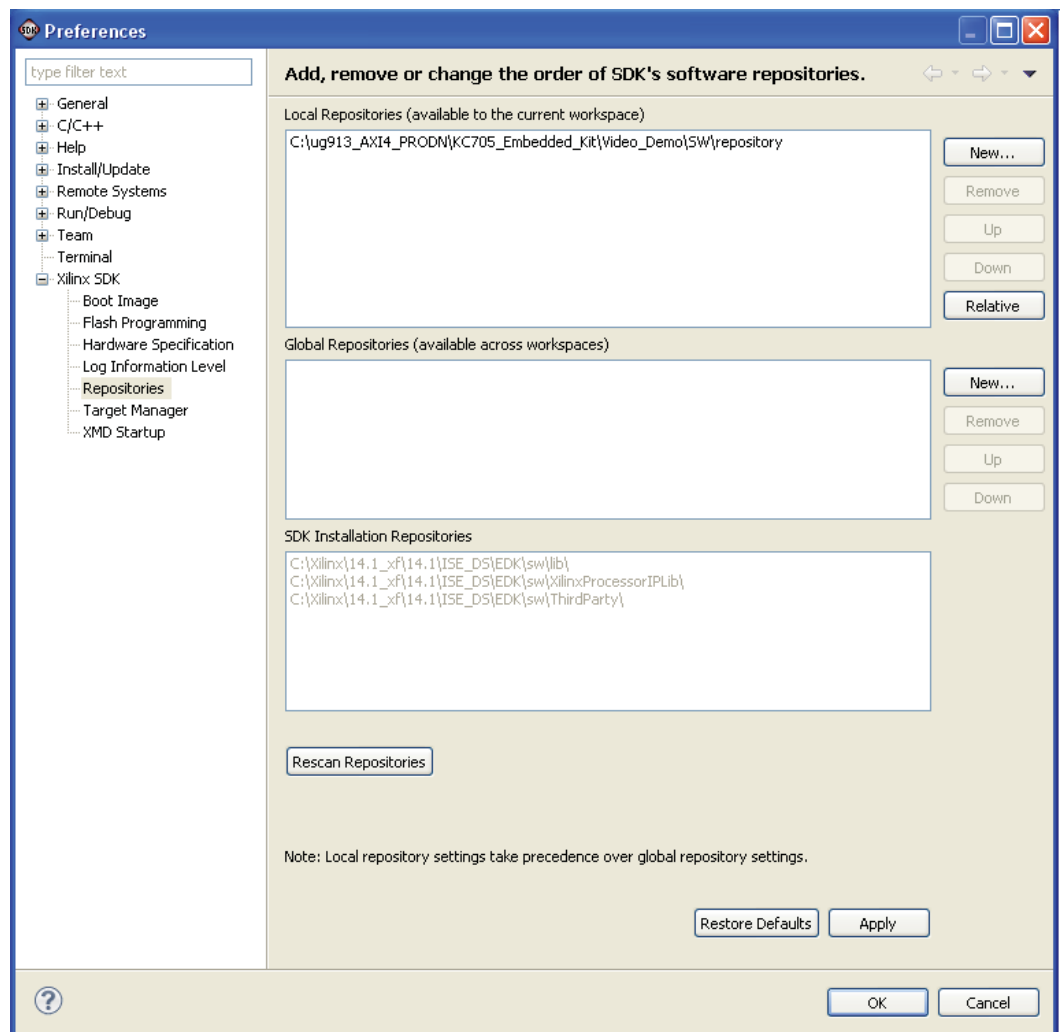 SDK Preferences
type filter text
General
C/C++
Help
Install/Update
Remote Systems
Run/Debug
Team
Terminal
Xilinx SDK
Boot Image
Flash Programming
Hardware Specification
Log Information Level
Repositories
Target Manager
XMD Startup
Add, remove or change the order of SDK's software repositories.
Local Repositories (available to the current workspace)
C:\ug913_AXI4_PRODN\KC705_Embedded_Kit\Video_Demo\SW\repository
New...
Remove
Up
Down
Relative
Global Repositories (available across workspaces)
New...
Remove
Up
Down
SDK Installation Repositories
C:\Xilinx\14.1_xf\14.1\ISE_DS\EDK\sw\lib\
C:\Xilinx\14.1_xf\14.1\ISE_DS\EDK\sw\XilinxProcessorIPLib\
C:\Xilinx\14.1_xf\14.1\ISE_DS\EDK\sw\ThirdParty\
Rescan Repositories
Note: Local repository settings take precedence over global repository settings.
Restore Defaults
Apply
?
OK
Cancel